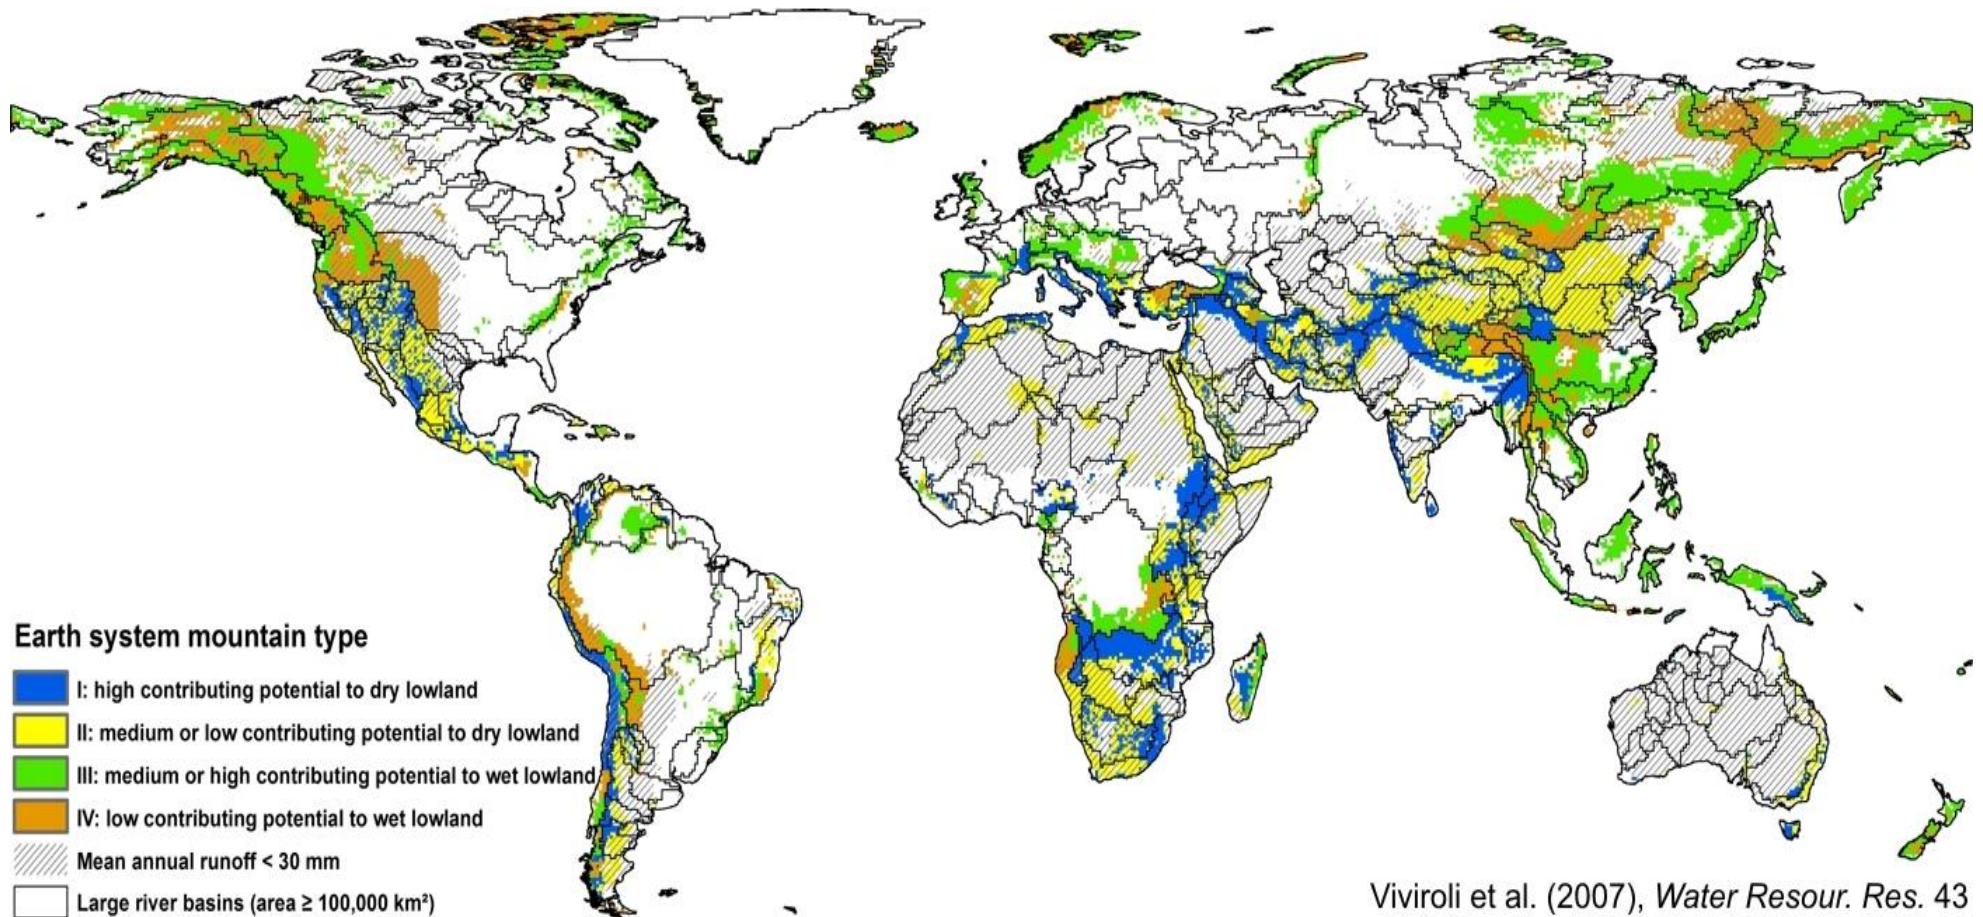 Earth system mountain type
I: high contributing potential to dry lowland
II: medium or low contributing potential to dry lowland
III: medium or high contributing potential to wet lowland
IV: low contributing potential to wet lowland
Mean annual runoff < 30 mm
Large river basins (area ≥ 100,000 km²)
Viviroli et al. (2007), Water Resour. Res. 43